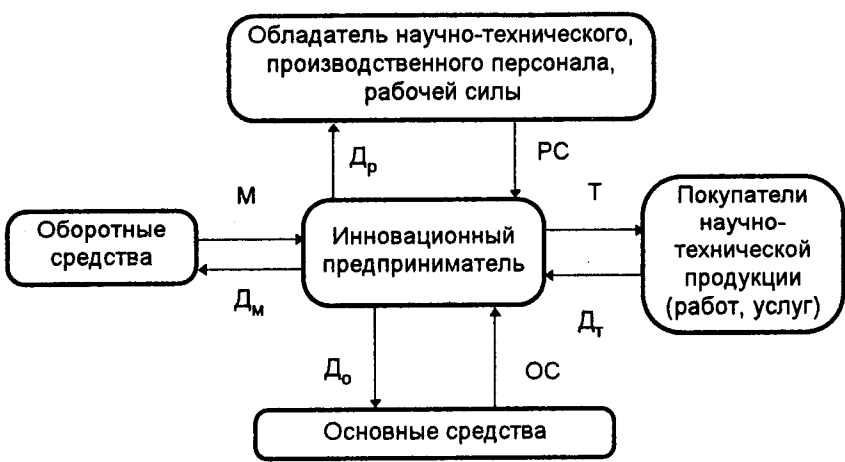 Обладатель научно-технического,
производственного персонала,
рабочей силы
Др
РС
М
Т
Оборотные
средства
Инновационный
предприниматель
Покупатели
научно-
технической
продукции
(работ, услуг)
Дм
Дт
До
ОС
Основные средства